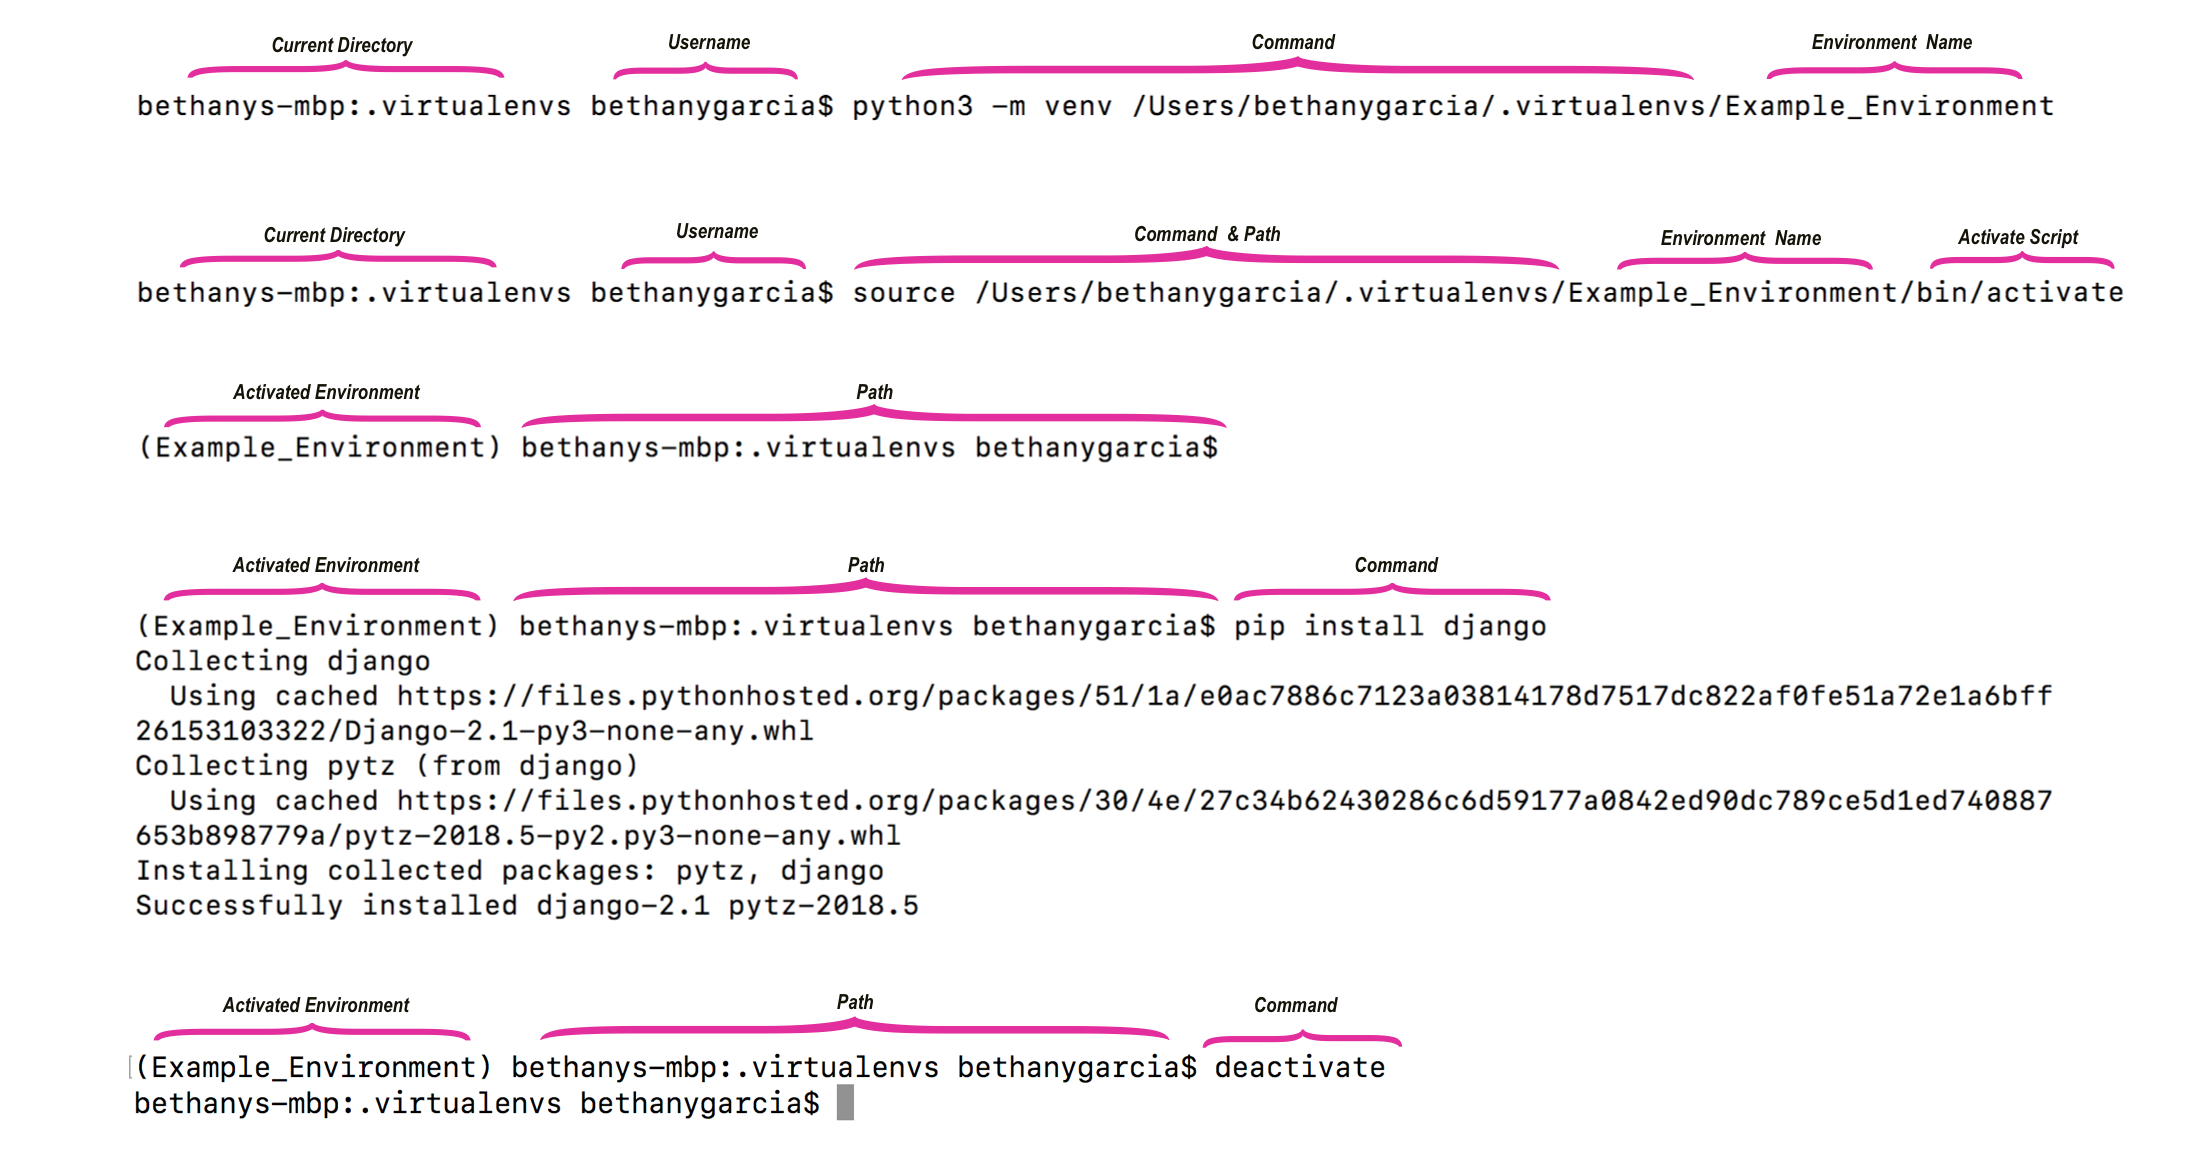 Current Directory Username Command Environment Name
bethanys-mbp:.virtualenvs bethanygarcia$ python3 -m venv /Users/bethanygarcia/.virtualenvs/Example_Environment
Current Directory Username Command & Path Environment Name Activate Script
bethanys-mbp:.virtualenvs bethanygarcia$ source /Users/bethanygarcia/.virtualenvs/Example_Environment/bin/activate
Activated Environment Path
(Example_Environment) bethanys-mbp:.virtualenvs bethanygarcia$
Activated Environment Path Command
(Example_Environment) bethanys-mbp:.virtualenvs bethanygarcia$ pip install django
Collecting django
  Using cached https://files.pythonhosted.org/packages/51/1a/e0ac7886c7123a03814178d7517dc822af0fe51a72e1a6bff
26153103322/Django-2.1-py3-none-any.whl
Collecting pytz (from django)
  Using cached https://files.pythonhosted.org/packages/30/4e/27c34b62430286c6d59177a0842ed90dc789ce5d1ed740887
653b898779a/pytz-2018.5-py2.py3-none-any.whl
Installing collected packages: pytz, django
Successfully installed django-2.1 pytz-2018.5
Activated Environment Path Command
(Example_Environment) bethanys-mbp:.virtualenvs bethanygarcia$ deactivate
bethanys-mbp:.virtualenvs bethanygarcia$